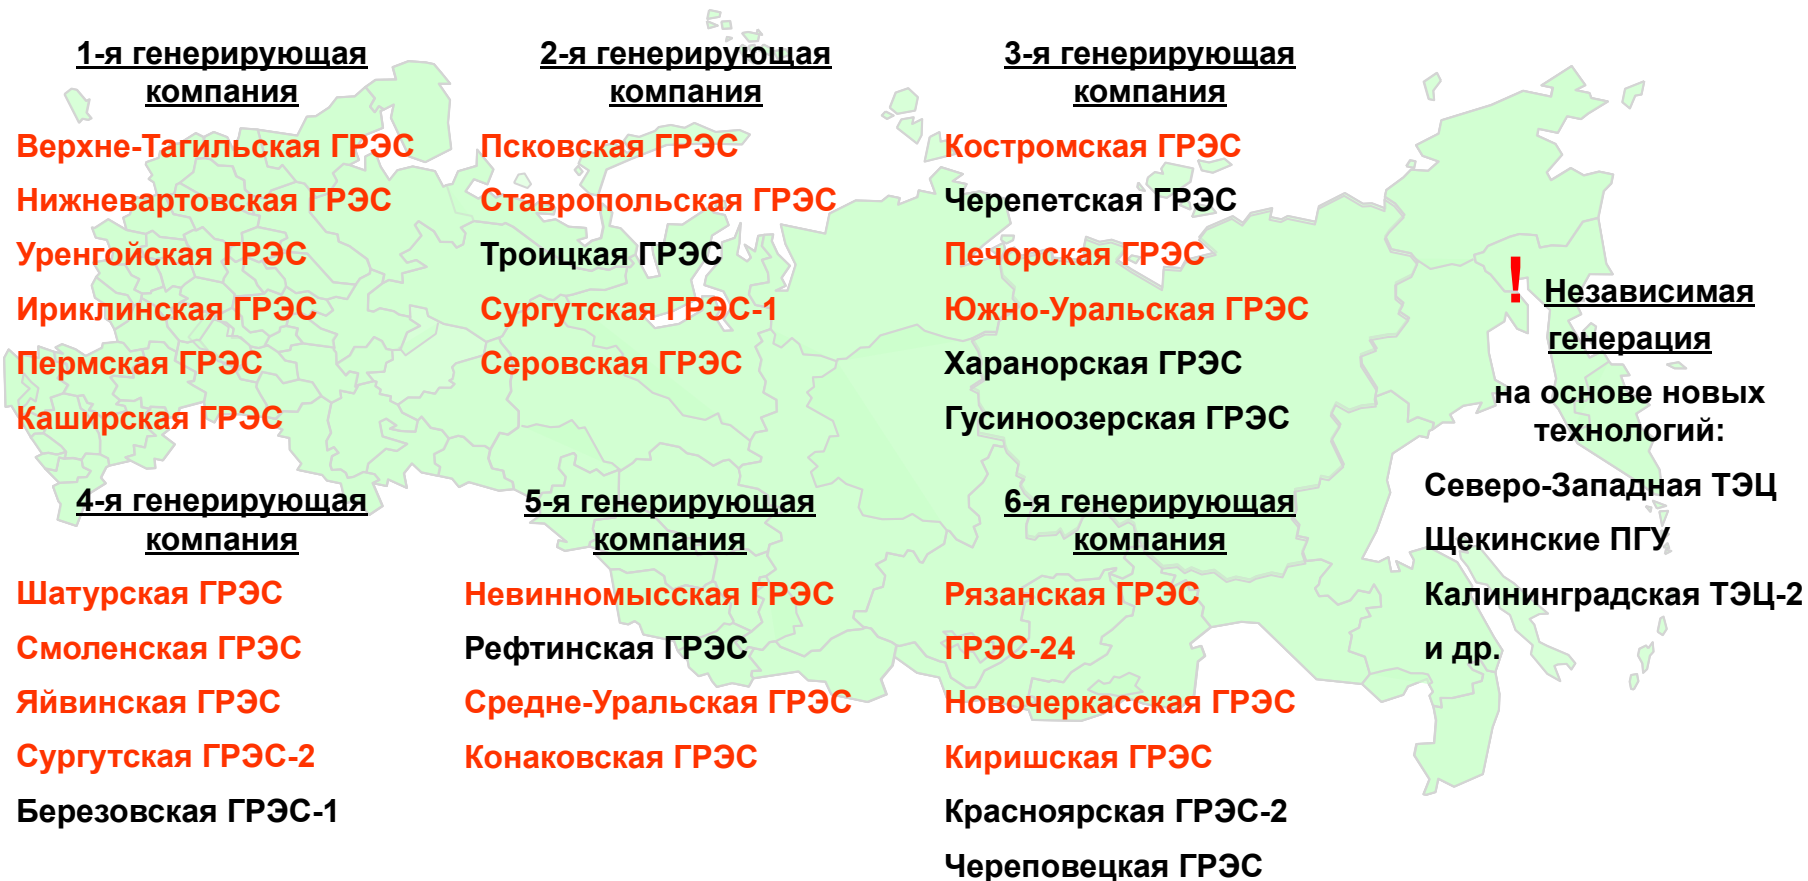 1-я генерирующая
компания
Верхне-Тагильская ГРЭС
Нижневартовская ГРЭС
Уренгойская ГРЭС
Ириклинская ГРЭС
Пермская ГРЭС
Каширская ГРЭС
2-я генерирующая
компания
Псковская ГРЭС
Ставропольская ГРЭС
Троицкая ГРЭС
Сургутская ГРЭС-1
Серовская ГРЭС
3-я генерирующая
компания
Костромская ГРЭС
Черепетская ГРЭС
Печорская ГРЭС
Южно-Уральская ГРЭС
Харанорская ГРЭС
Гусиноозерская ГРЭС
4-я генерирующая
компания
Шатурская ГРЭС
Смоленская ГРЭС
Яйвинская ГРЭС
Сургутская ГРЭС-2
Березовская ГРЭС-1
5-я генерирующая
компания
Невинномысская ГРЭС
Рефтинская ГРЭС
Средне-Уральская ГРЭС
Конаковская ГРЭС
6-я генерирующая
компания
Рязанская ГРЭС
ГРЭС-24
Новочеркасская ГРЭС
Киришская ГРЭС
Красноярская ГРЭС-2
Череповецкая ГРЭС
! Независимая
генерация
на основе новых
технологий:
Северо-Западная ТЭЦ
Щекинские ПГУ
Калининградская ТЭЦ-2
и др.